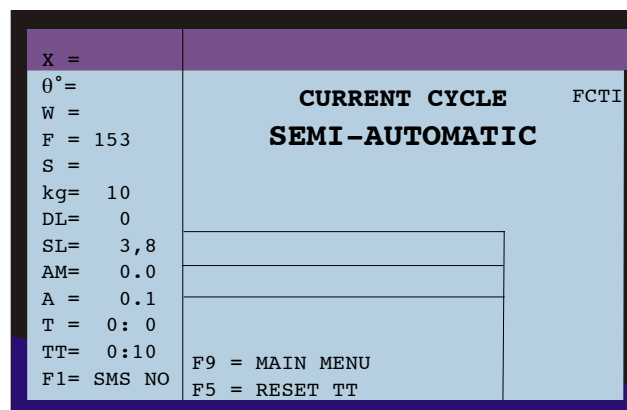 X =
θ°=
W =
F = 153
S =
kg= 10
DL= 0
SL= 3,8
AM= 0.0
A = 0.1
T = 0: 0
TT= 0:10
F1= SMS NO
CURRENT CYCLE
FCTI
SEMI-AUTOMATIC
F9 = MAIN MENU
F5 = RESET TT